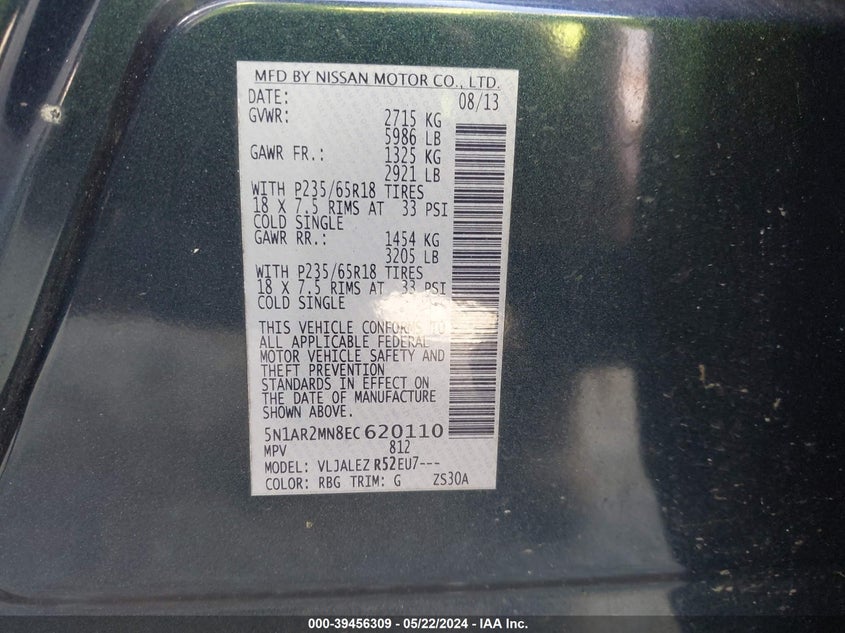 MFD BY NISSAN MOTOR CO., LTD.
DATE: 08/13
GVWR: 2715 KG
5986 LB
GAWR FR.: 1325 KG
2921 LB
WITH P235/65R18 TIRES
18 X 7.5 RIMS AT 33 PSI
COLD SINGLE
GAWR RR.: 1454 KG
3205 LB
WITH P235/65R18 TIRES
18 X 7.5 RIMS AT 33 PSI
COLD SINGLE
THIS VEHICLE CONFORMS TO
ALL APPLICABLE FEDERAL
MOTOR VEHICLE SAFETY AND
THEFT PREVENTION
STANDARDS IN EFFECT ON
THE DATE OF MANUFACTURE
SHOWN ABOVE.
5N1AR2MN8EC620110
MPV 812
MODEL: VLJALEZ R52EU7---
COLOR: RBG TRIM: G ZS30A
000-39456309 - 05/22/2024 - IAA Inc.